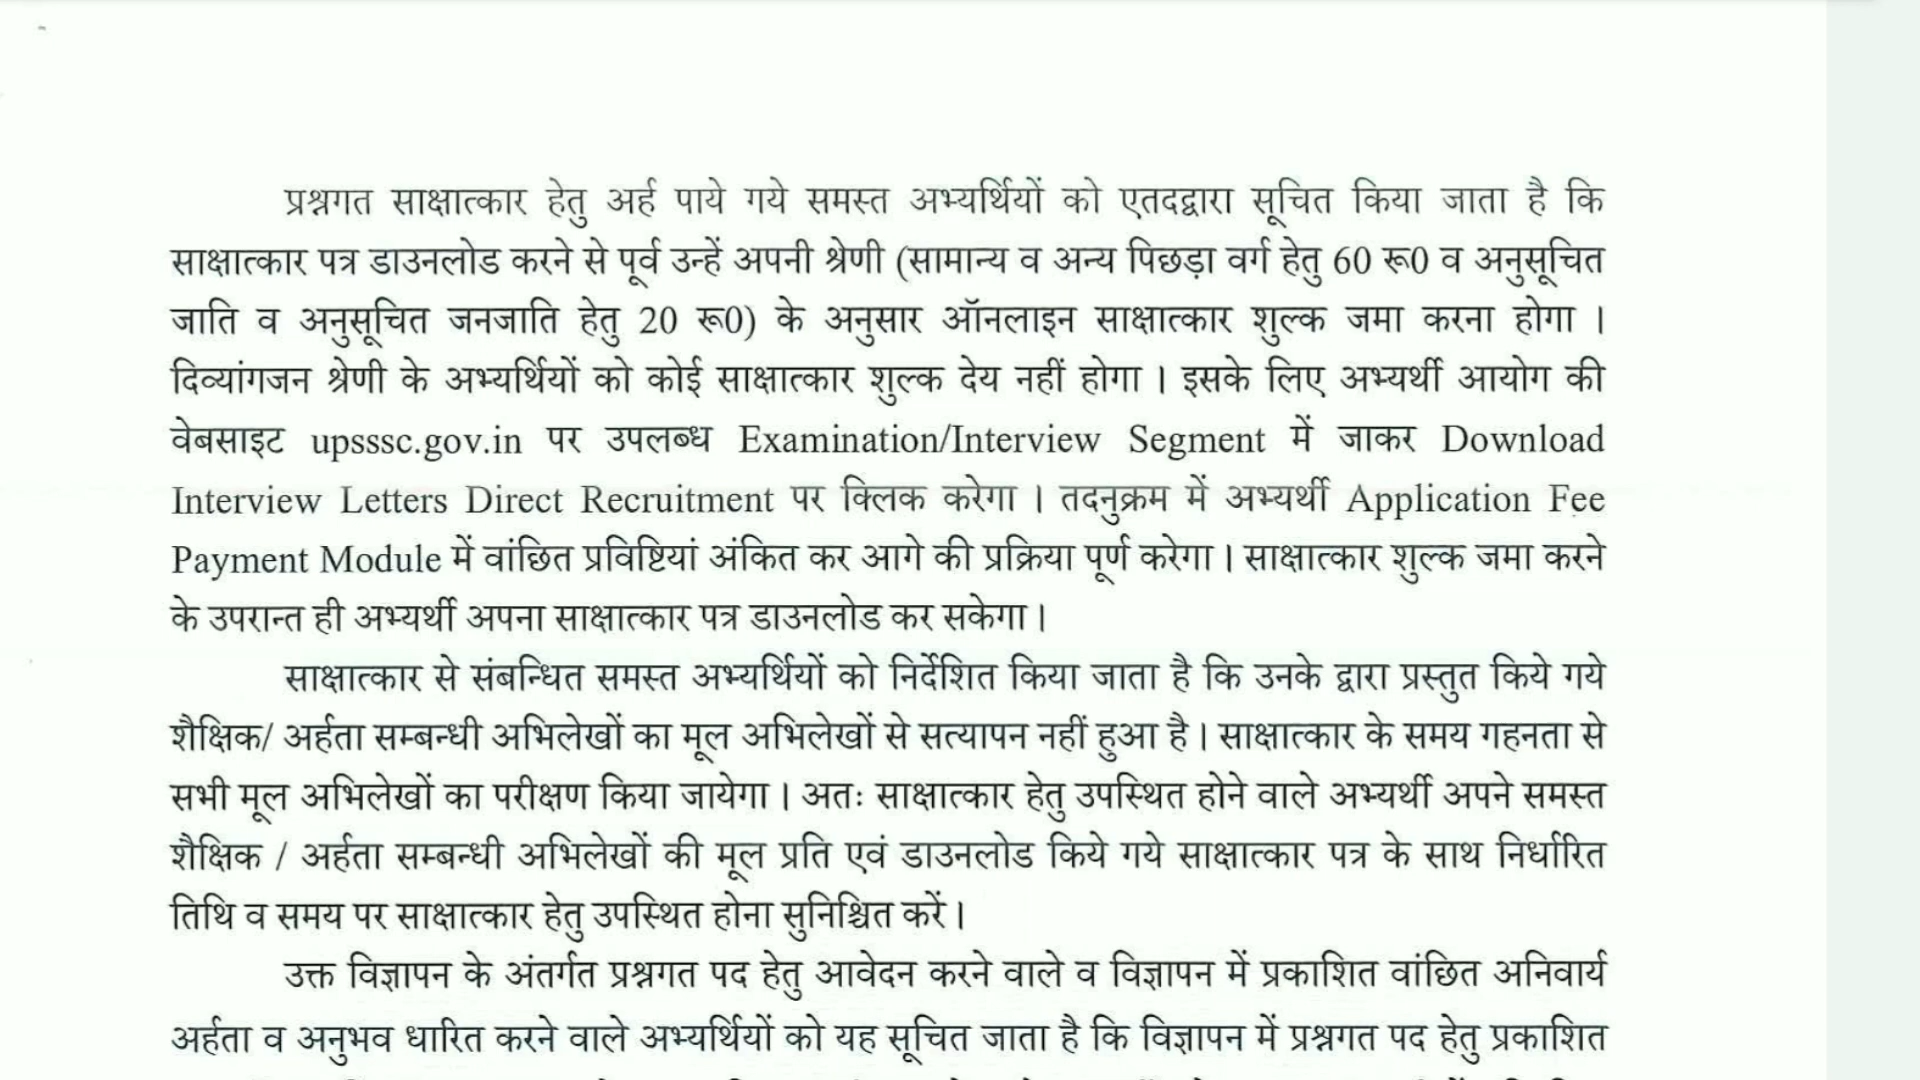 प्रश्नगत साक्षात्कार हेतु अर्ह पाये गये समस्त अभ्यर्थियों को एतदद्वारा सूचित किया जाता है कि
साक्षात्कार पत्र डाउनलोड करने से पूर्व उन्हें अपनी श्रेणी (सामान्य व अन्य पिछड़ा वर्ग हेतु 60 रू0 व अनुसूचित
जाति व अनुसूचित जनजाति हेतु 20 रू0) के अनुसार ऑनलाइन साक्षात्कार शुल्क जमा करना होगा ।
दिव्यांगजन श्रेणी के अभ्यर्थियों को कोई साक्षात्कार शुल्क देय नहीं होगा । इसके लिए अभ्यर्थी आयोग की
वेबसाइट upsssc.gov.in पर उपलब्ध Examination/Interview Segment में जाकर Download
Interview Letters Direct Recruitment पर क्लिक करेगा । तदनुक्रम में अभ्यर्थी Application Fee
Payment Module में वांछित प्रविष्टियां अंकित कर आगे की प्रक्रिया पूर्ण करेगा । साक्षात्कार शुल्क जमा करने
के उपरान्त ही अभ्यर्थी अपना साक्षात्कार पत्र डाउनलोड कर सकेगा ।
साक्षात्कार से संबन्धित समस्त अभ्यर्थियों को निर्देशित किया जाता है कि उनके द्वारा प्रस्तुत किये गये
शैक्षिक/ अर्हता सम्बन्धी अभिलेखों का मूल अभिलेखों से सत्यापन नहीं हुआ है । साक्षात्कार के समय गहनता से
सभी मूल अभिलेखों का परीक्षण किया जायेगा । अतः साक्षात्कार हेतु उपस्थित होने वाले अभ्यर्थी अपने समस्त
शैक्षिक / अर्हता सम्बन्धी अभिलेखों की मूल प्रति एवं डाउनलोड किये गये साक्षात्कार पत्र के साथ निर्धारित
तिथि व समय पर साक्षात्कार हेतु उपस्थित होना सुनिश्चित करें ।
उक्त विज्ञापन के अंतर्गत प्रश्नगत पद हेतु आवेदन करने वाले व विज्ञापन में प्रकाशित वांछित अनिवार्य
अर्हता व अनुभव धारित करने वाले अभ्यर्थियों को यह सूचित जाता है कि विज्ञापन में प्रश्नगत पद हेतु प्रकाशित